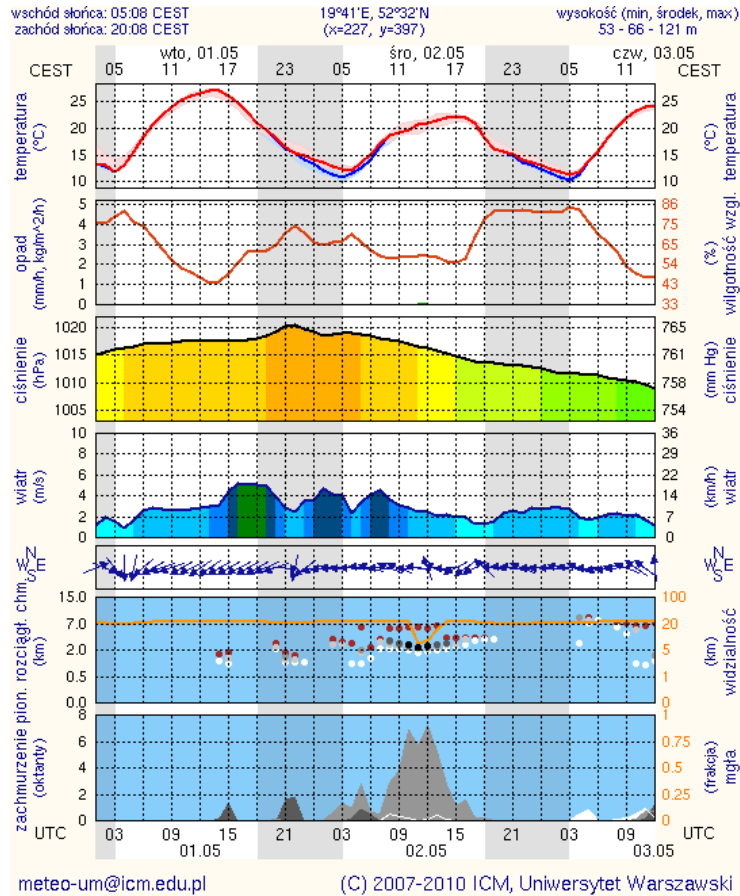 wschód słońca: 05:08 CEST 19°41'E, 52°32'N wysokość (min, środek, max)
zachód słońca: 20:08 CEST (x=227, y=397) 53 - 66 - 121 m
wto, 01.05 śro, 02.05 czw, 03.05
CEST 05 11 17 23 05 11 17 23 05 11 CEST
temperatura
(°C)
25
20
15
10
25
20
15
10
(°C)
temperatura
opad
(mm/h, kg/m^2/h)
5
4
3
2
1
0
86
75
65
54
43
33
(%)
wilgotność wzgl.
ciśnienie
(hPa)
1020
1015
1010
1005
765
761
758
754
(mm Hg)
ciśnienie
wiatr
(m/s)
10
8
6
4
2
0
36
29
22
14
7
0
(km/h)
wiatr
N
W E
S
N
W E
S
rozciągł. chm.
pion.
(km)
15.0
7.0
2.0
0.5
0.0
100
20
5
1
0
(km)
widzialność
zachmurzenie
(oktanty)
8
6
4
2
0
1
0.75
0.5
0.25
0
(frakcja)
mgła
UTC 03 09 15 21 03 09 15 21 03 09 UTC
01.05 02.05 03.05
meteo-um@icm.edu.pl (C) 2007-2010 ICM, Uniwersytet Warszawski